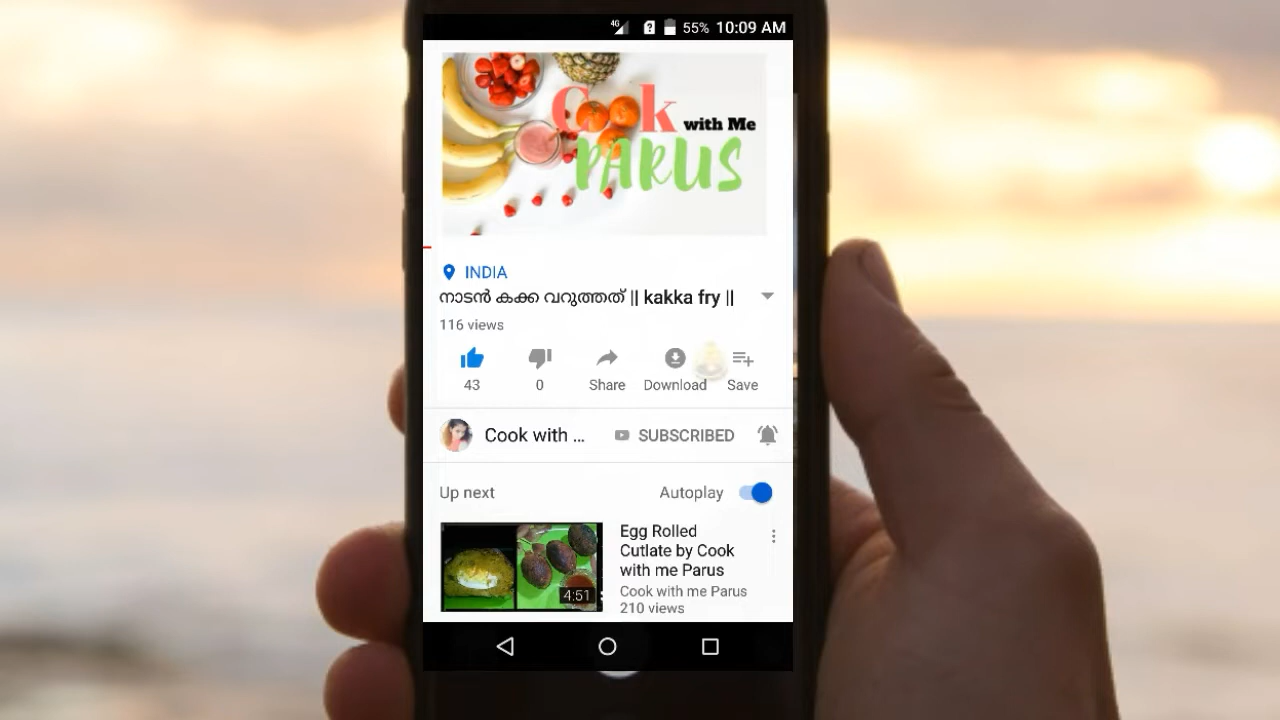 4G 55% 10:09 AM
Cook with Me
PARUS
INDIA
നാടൻ കക്ക വറുത്തത് || kakka fry ||
116 views
43 0 Share Download Save
Cook with ... SUBSCRIBED
Up next Autoplay
Egg Rolled
Cutlate by Cook
with me Parus
Cook with me Parus
4:51
210 views